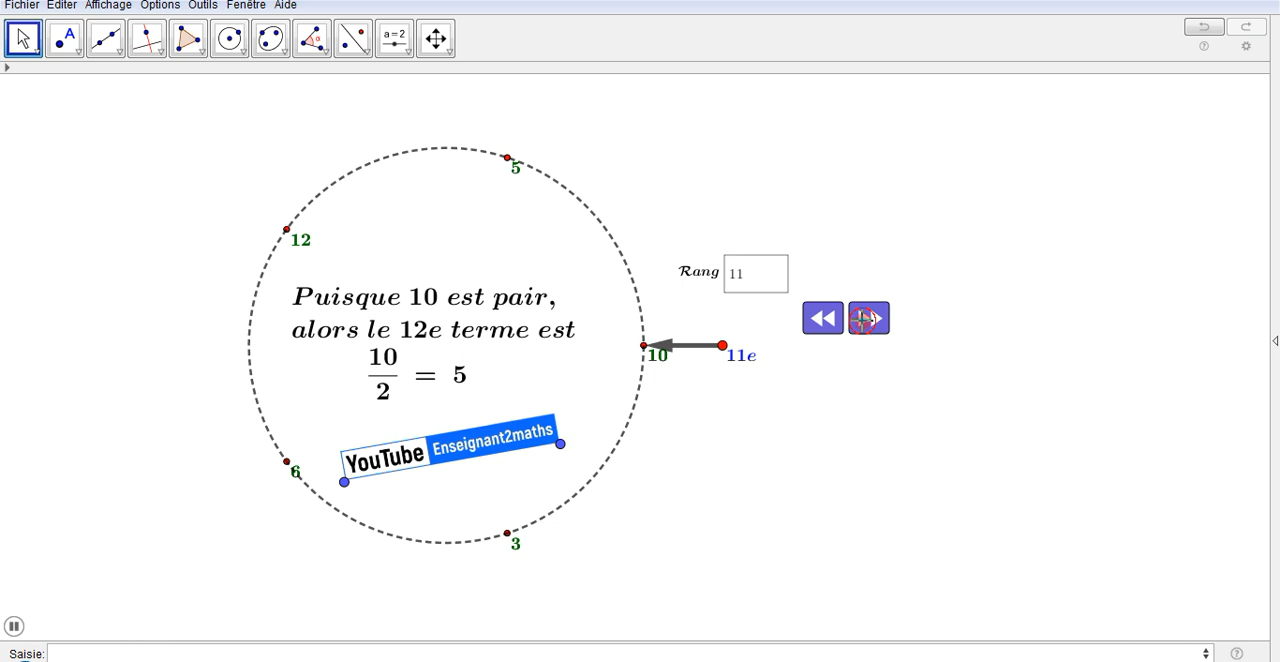 Fichier Editer Affichage Options Outils Fenêtre Aide
A
α
a=2
5
12
Rang 11
Puisque 10 est pair,
alors le 12e terme est
10
2
= 5
10
11e
YouTube Enseignant2maths
6
3
Saisie: